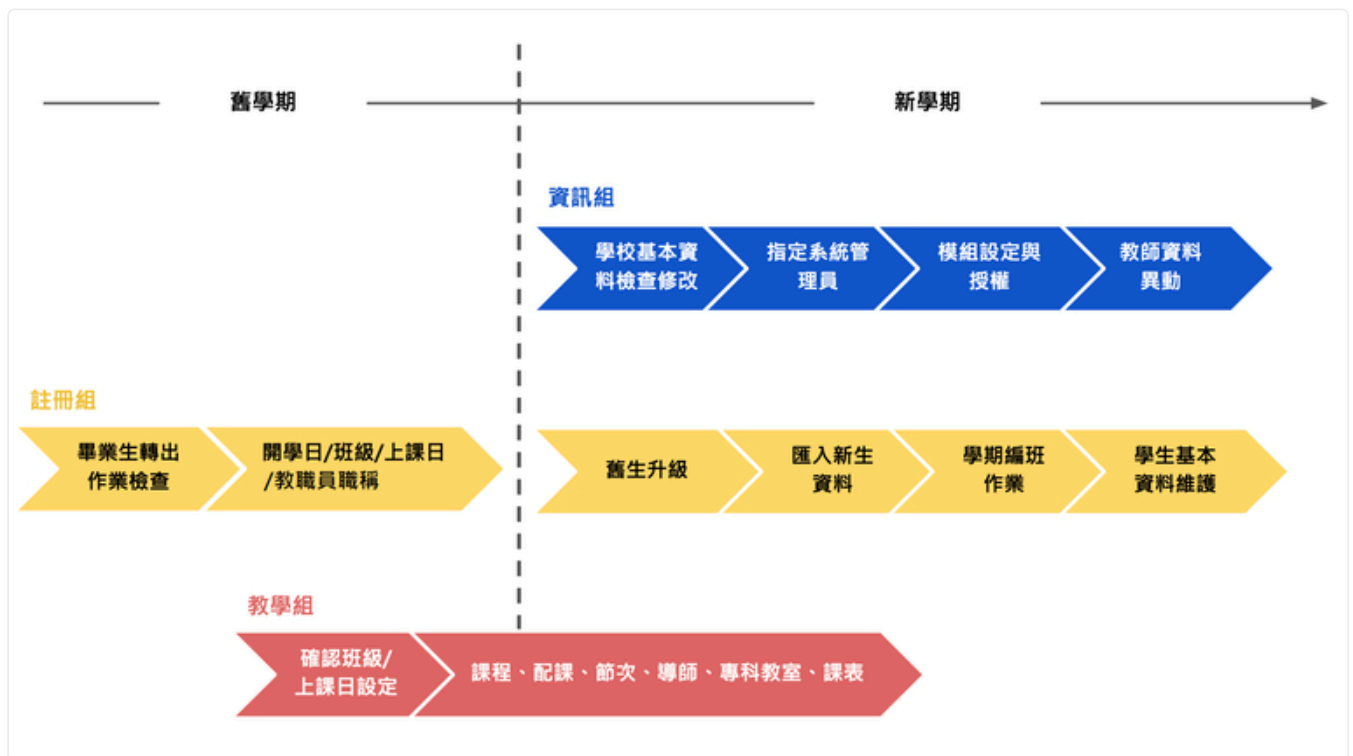 舊學期
新學期
資訊組
學校基本資
料檢查修改
指定系統管
理員
模組設定與
授權
教師資料
異動
註冊組
畢業生轉出
作業檢查
開學日/班級/上課日
/教職員職稱
舊生升級
匯入新生
資料
學期編班
作業
學生基本
資料維護
教學組
確認班級/
上課日設定
課程、配課、節次、導師、專科教室、課表